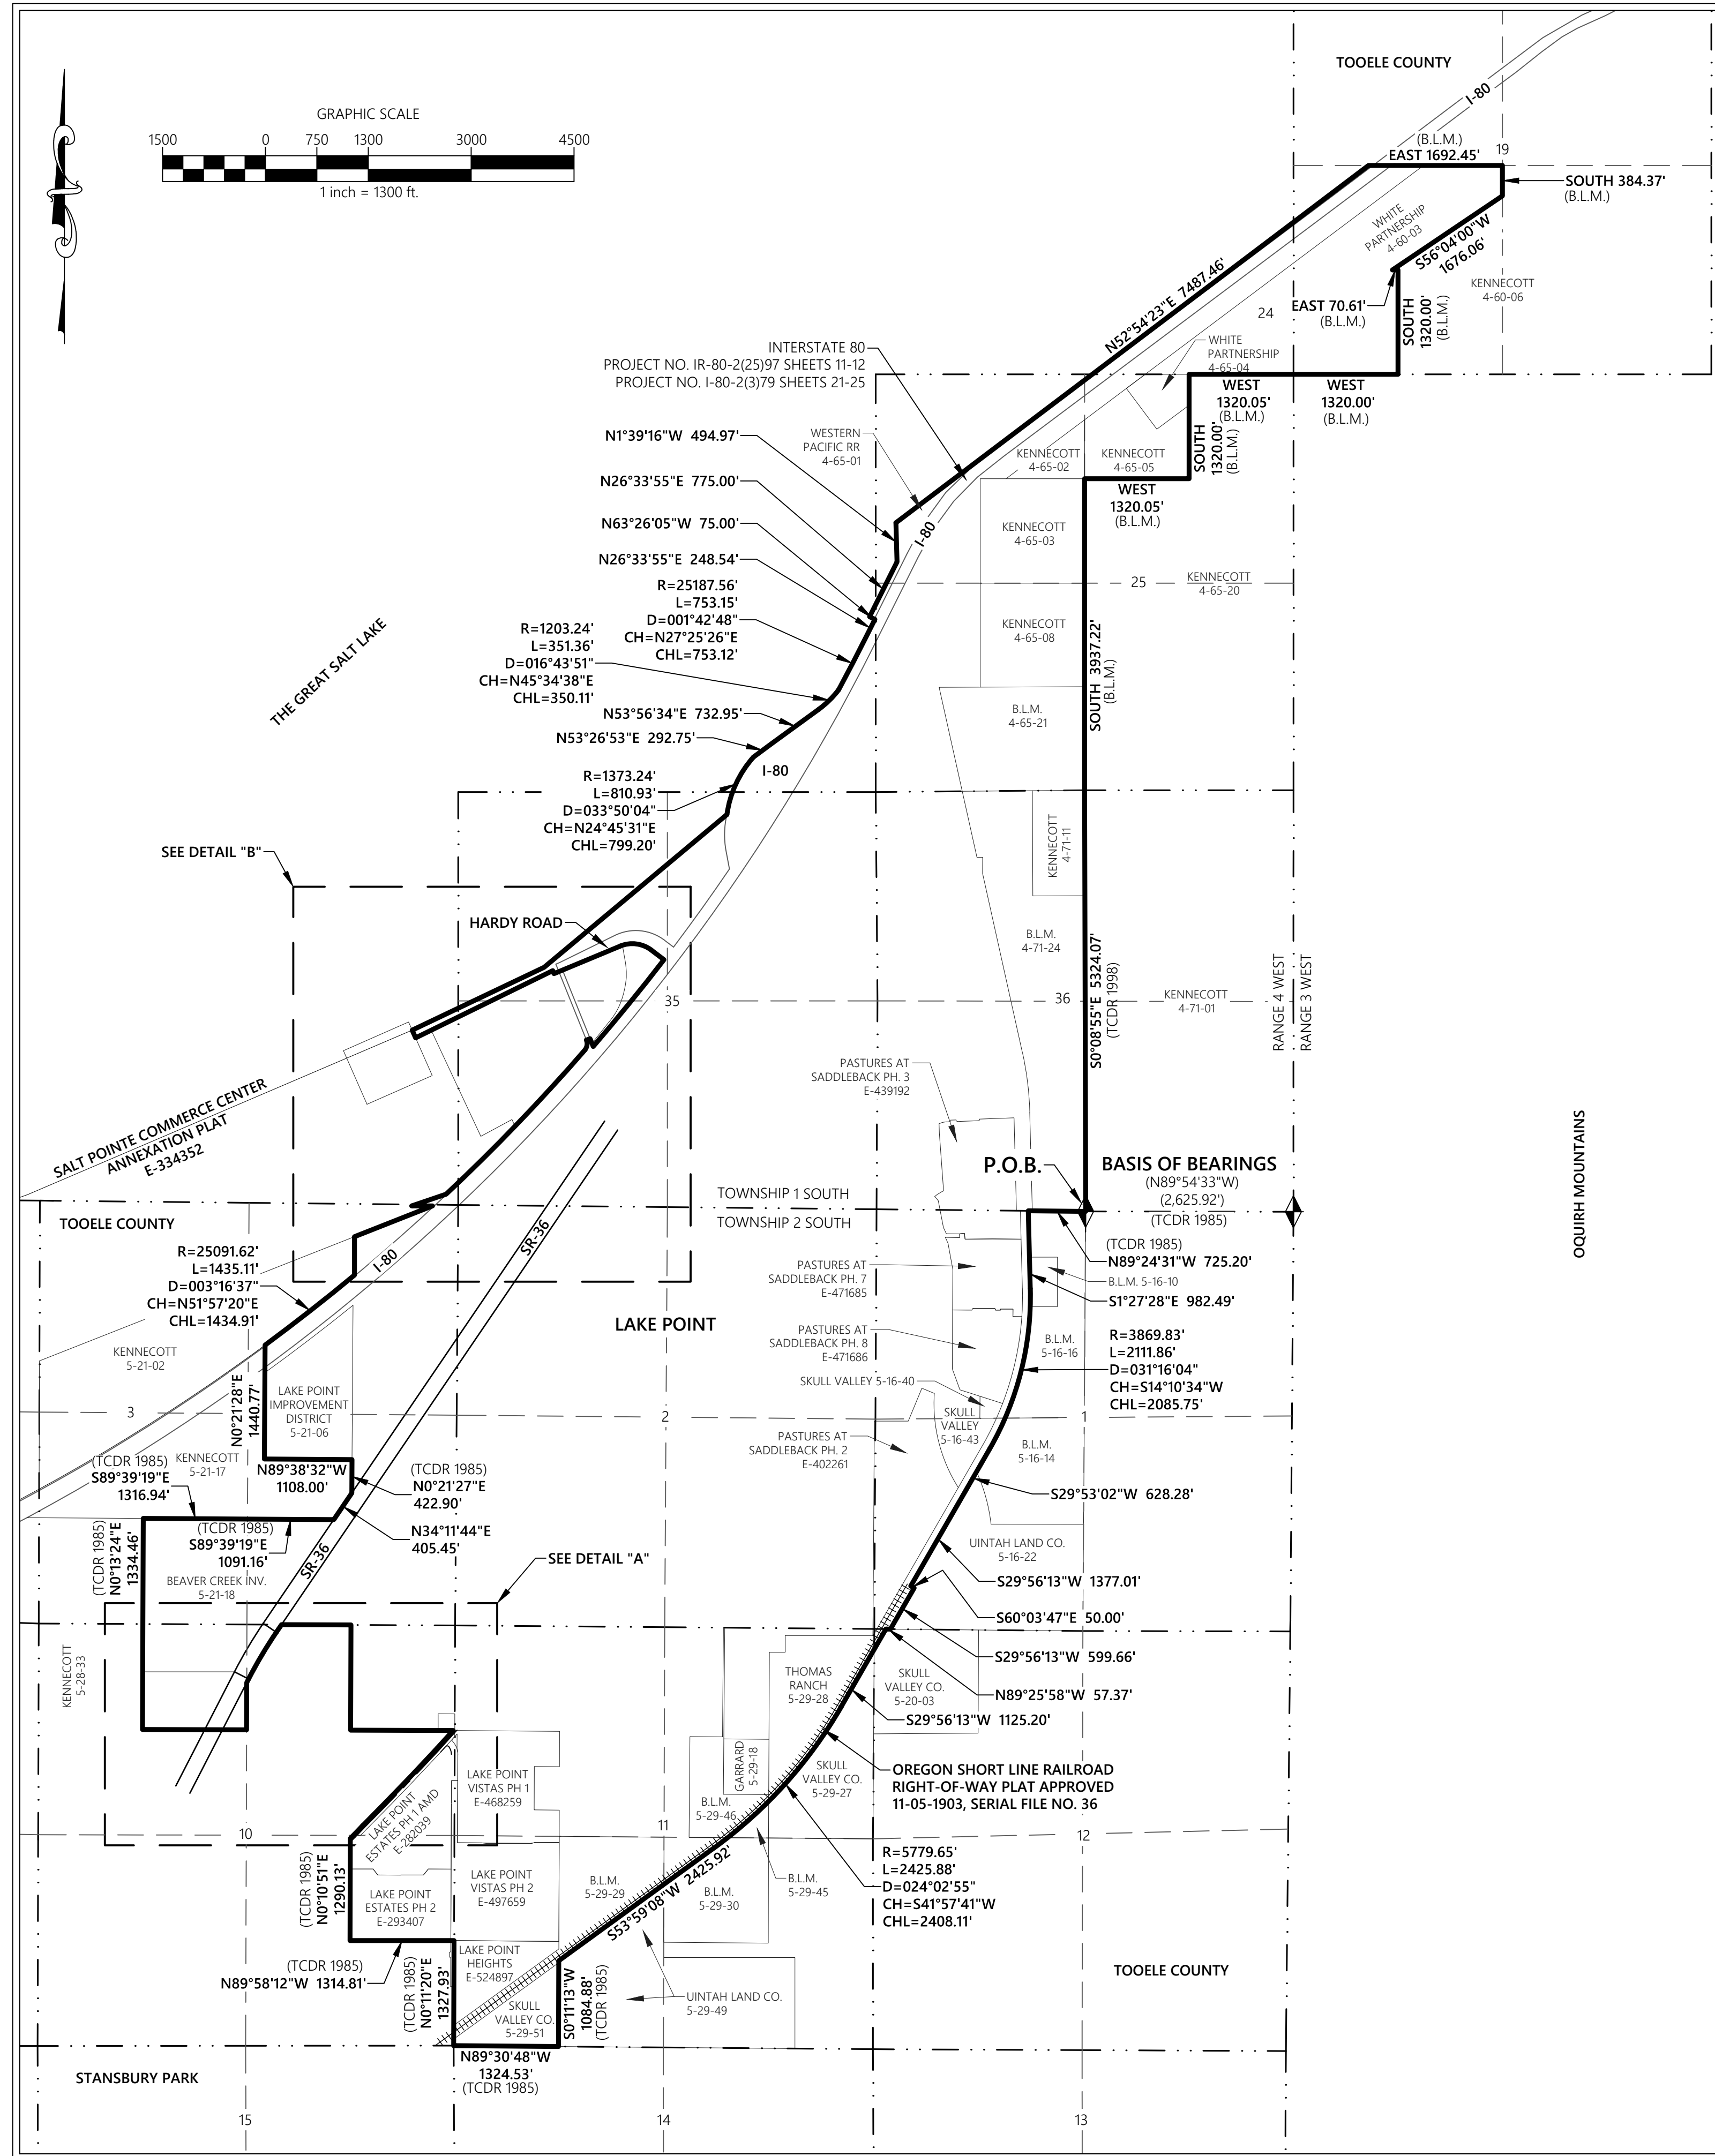 TOOELE COUNTY
I-80
GRAPHIC SCALE
1500 0 750 1300 3000 4500
1 inch = 1300 ft.
(B.L.M.)
EAST 1692.45'
19
SOUTH 384.37'
(B.L.M.)
WHITE
PARTNERSHIP
4-60-03
S56°04'00"W
1676.06'
KENNECOTT
4-60-06
N52°54'23"E 7487.46'
EAST 70.61'
(B.L.M.)
24
SOUTH
1320.00'
(B.L.M.)
INTERSTATE 80
PROJECT NO. IR-80-2(25)97 SHEETS 11-12
PROJECT NO. I-80-2(3)79 SHEETS 21-25
WHITE
PARTNERSHIP
4-65-04
WEST
1320.05'
(B.L.M.)
WEST
1320.00'
(B.L.M.)
N1°39'16"W 494.97'
WESTERN
PACIFIC RR
4-65-01
KENNECOTT
4-65-02
KENNECOTT
4-65-05
SOUTH
1320.00'
(B.L.M.)
N26°33'55"E 775.00'
WEST
1320.05'
(B.L.M.)
N63°26'05"W 75.00'
KENNECOTT
4-65-03
I-80
N26°33'55"E 248.54'
25
KENNECOTT
4-65-20
R=25187.56'
L=753.15'
D=001°42'48"
CH=N27°25'26"E
CHL=753.12'
R=1203.24'
L=351.36'
D=016°43'51"
CH=N45°34'38"E
CHL=350.11'
KENNECOTT
4-65-08
SOUTH 3937.22'
(B.L.M.)
THE GREAT SALT LAKE
N53°56'34"E 732.95'
N53°26'53"E 292.75'
B.L.M.
4-65-21
I-80
R=1373.24'
L=810.93'
D=033°50'04"
CH=N24°45'31"E
CHL=799.20'
SEE DETAIL "B"
KENNECOTT
4-71-11
HARDY ROAD
B.L.M.
4-71-24
35
36
KENNECOTT
4-71-01
S0°08'55"E 5324.07'
(TCDR 1998)
RANGE 4 WEST
RANGE 3 WEST
PASTURES AT
SADDLEBACK PH. 3
E-439192
SALT POINTE COMMERCE CENTER
ANNEXATION PLAT
E-334352
OQUIRH MOUNTAINS
P.O.B.
BASIS OF BEARINGS
(N89°54'33"W)
(2,625.92')
(TCDR 1985)
TOWNSHIP 1 SOUTH
TOWNSHIP 2 SOUTH
TOOELE COUNTY
SR-36
I-80
(TCDR 1985)
N89°24'31"W 725.20'
R=25091.62'
L=1435.11'
D=003°16'37"
CH=N51°57'20"E
CHL=1434.91'
PASTURES AT
SADDLEBACK PH. 7
E-471685
B.L.M. 5-16-10
S1°27'28"E 982.49'
LAKE POINT
PASTURES AT
SADDLEBACK PH. 8
E-471686
B.L.M.
5-16-16
R=3869.83'
L=2111.86'
D=031°16'04"
CH=S14°10'34"W
CHL=2085.75'
KENNECOTT
5-21-02
SKULL VALLEY 5-16-40
N0°21'28"E
1440.77'
LAKE POINT
IMPROVEMENT
DISTRICT
5-21-06
3
2
1
SKULL
VALLEY
5-16-43
PASTURES AT
SADDLEBACK PH. 2
E-402261
B.L.M.
5-16-14
KENNECOTT
5-21-17
(TCDR 1985)
S89°39'19"E
1316.94'
N89°38'32"W
1108.00'
(TCDR 1985)
N0°21'27"E
422.90'
S29°53'02"W 628.28'
(TCDR 1985)
S89°39'19"E
1091.16'
N34°11'44"E
405.45'
(TCDR 1985)
N0°13'24"E
1334.46'
SR-36
UINTAH LAND CO.
5-16-22
SEE DETAIL "A"
BEAVER CREEK INV.
5-21-18
S29°56'13"W 1377.01'
S60°03'47"E 50.00'
KENNECOTT
5-28-33
S29°56'13"W 599.66'
THOMAS
RANCH
5-29-28
SKULL
VALLEY CO.
5-20-03
N89°25'58"W 57.37'
S29°56'13"W 1125.20'
OREGON SHORT LINE RAILROAD
RIGHT-OF-WAY PLAT APPROVED
11-05-1903, SERIAL FILE NO. 36
GARRARD
5-29-18
SKULL
VALLEY CO.
5-29-27
LAKE POINT
VISTAS PH 1
E-468259
LAKE POINT
ESTATES PH 1 AMD
E-282039
B.L.M.
5-29-46
10
11
12
R=5779.65'
L=2425.88'
D=024°02'55"
CH=S41°57'41"W
CHL=2408.11'
(TCDR 1985)
N0°10'51"E
1290.13'
LAKE POINT
ESTATES PH 2
E-293407
LAKE POINT
VISTAS PH 2
E-497659
B.L.M.
5-29-29
S53°59'08"W 2425.92'
B.L.M.
5-29-30
B.L.M.
5-29-45
(TCDR 1985)
N89°58'12"W 1314.81'
LAKE POINT
HEIGHTS
E-524897
(TCDR 1985)
N0°11'20"E
1327.93'
SKULL
VALLEY CO.
5-29-51
S0°11'13"W
1084.88'
(TCDR 1985)
UINTAH LAND CO.
5-29-49
TOOELE COUNTY
N89°30'48"W
1324.53'
(TCDR 1985)
STANSBURY PARK
15
14
13